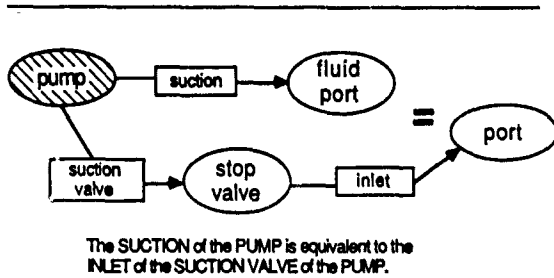 pump
suction
fluid
port
=
port
suction
valve
stop
valve
inlet
The SUCTION of the PUMP is equivalent to the
INLET of the SUCTION VALVE of the PUMP.